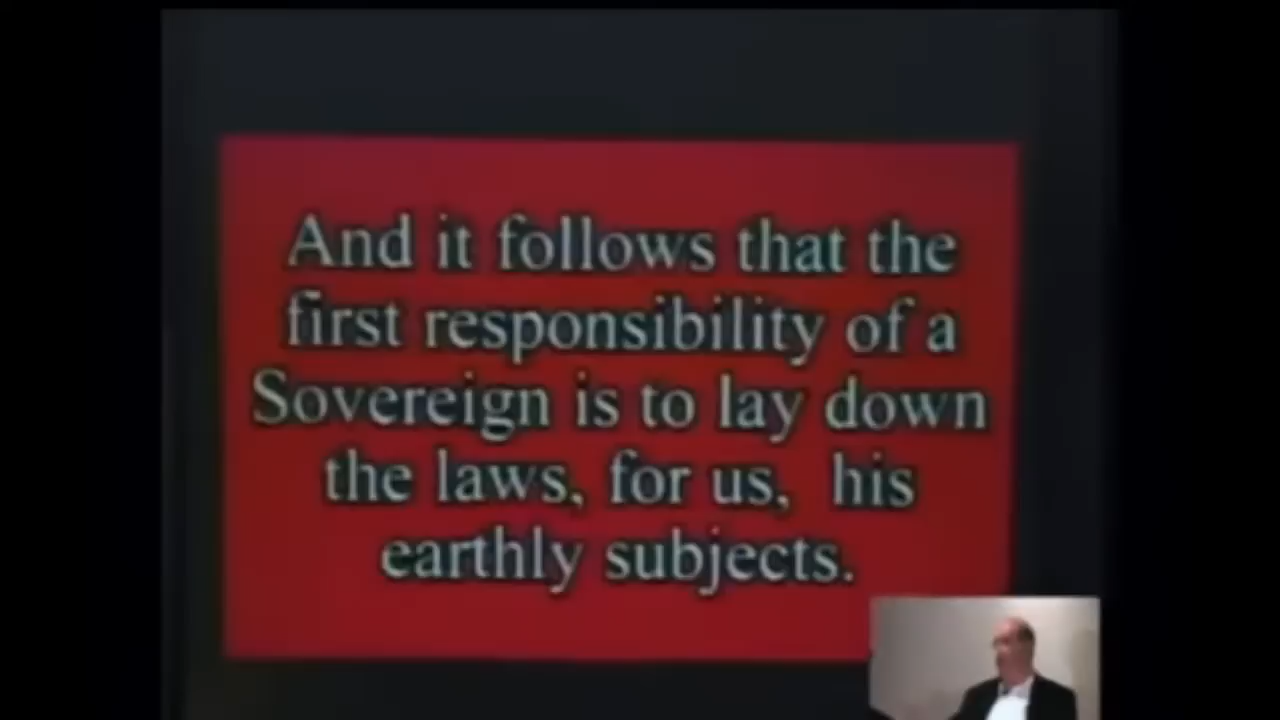 And it follows that the
first responsibility of a
Sovereign is to lay down
the laws, for us,  his
earthly subjects.